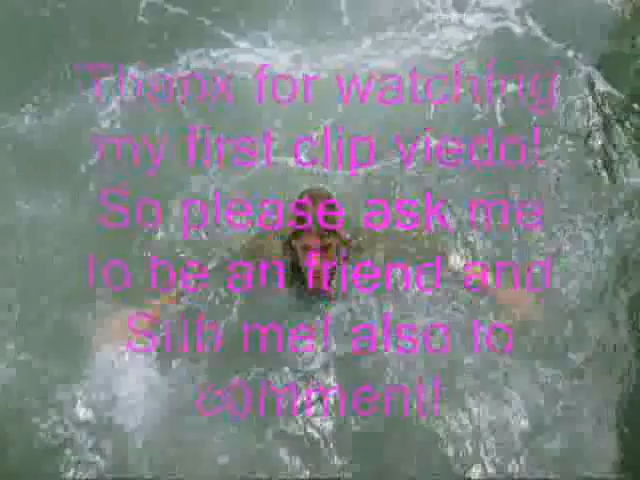 Thanx for watching
my first clip viedo!
So please ask me
to be an friend and
Sub me! also to
comment!